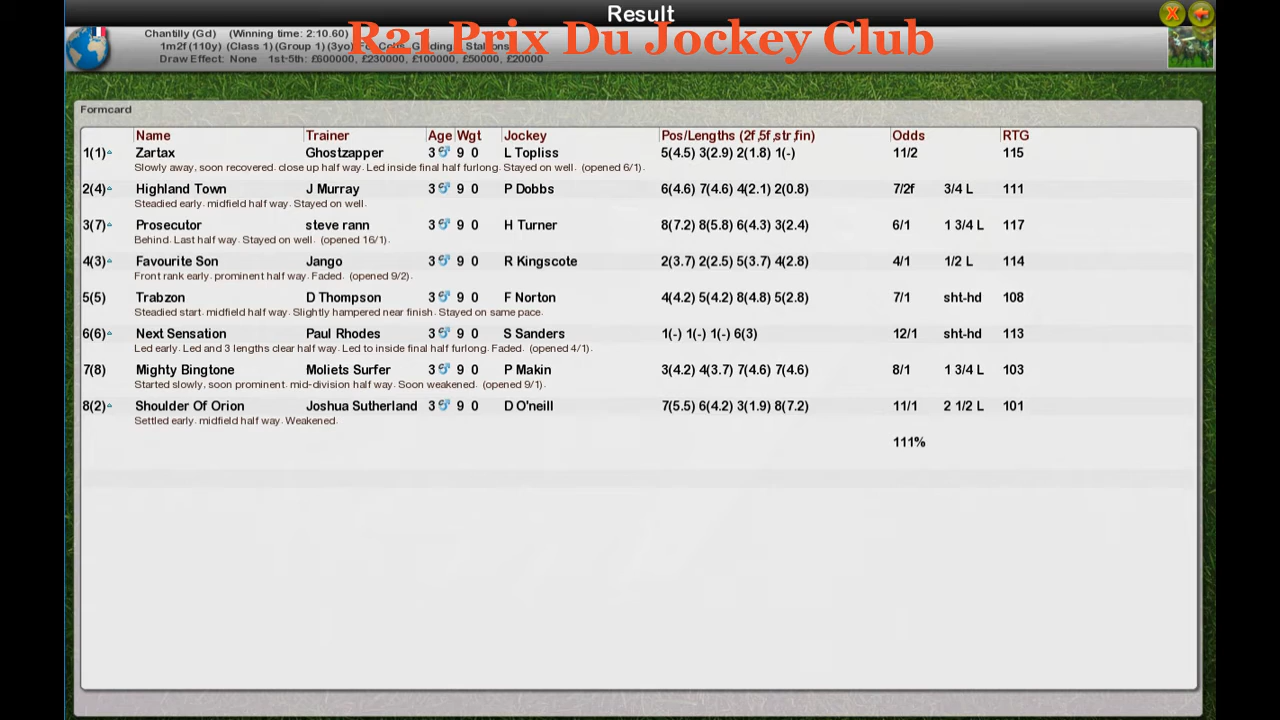 Result
R21 Prix Du Jockey Club
Chantilly (Gd) (Winning time: 2:10.60)
1m2f (110y) (Class 1) (Group 1) (3yo) For Colts, Gelding, Stallions
Draw Effect: None 1st-5th: £600000, £230000, £100000, £50000, £20000
Formcard
Name Trainer Age Wgt Jockey Pos/Lengths (2f,5f,str,fin) Odds RTG
1(1) Zartax Ghostzapper 3 9 0 L Topliss 5(4.5) 3(2.9) 2(1.8) 1(-) 11/2 115
Slowly away, soon recovered. close up half way. Led inside final half furlong. Stayed on well. (opened 6/1).
2(4) Highland Town J Murray 3 9 0 P Dobbs 6(4.6) 7(4.6) 4(2.1) 2(0.8) 7/2f 3/4 L 111
Steadied early. midfield half way. Stayed on well.
3(7) Prosecutor steve rann 3 9 0 H Turner 8(7.2) 8(5.8) 6(4.3) 3(2.4) 6/1 1 3/4 L 117
Behind. Last half way. Stayed on well. (opened 16/1).
4(3) Favourite Son Jango 3 9 0 R Kingscote 2(3.7) 2(2.5) 5(3.7) 4(2.8) 4/1 1/2 L 114
Front rank early. prominent half way. Faded. (opened 9/2).
5(5) Trabzon D Thompson 3 9 0 F Norton 4(4.2) 5(4.2) 8(4.8) 5(2.8) 7/1 sht-hd 108
Steadied start. midfield half way. Slightly hampered near finish. Stayed on same pace.
6(6) Next Sensation Paul Rhodes 3 9 0 S Sanders 1(-) 1(-) 1(-) 6(3) 12/1 sht-hd 113
Led early. Led and 3 lengths clear half way. Led to inside final half furlong. Faded. (opened 4/1).
7(8) Mighty Bingtone Moliets Surfer 3 9 0 P Makin 3(4.2) 4(3.7) 7(4.6) 7(4.6) 8/1 1 3/4 L 103
Started slowly, soon prominent. mid-division half way. Soon weakened. (opened 9/1).
8(2) Shoulder Of Orion Joshua Sutherland 3 9 0 D O'neill 7(5.5) 6(4.2) 3(1.9) 8(7.2) 11/1 2 1/2 L 101
Settled early. midfield half way. Weakened.
111%